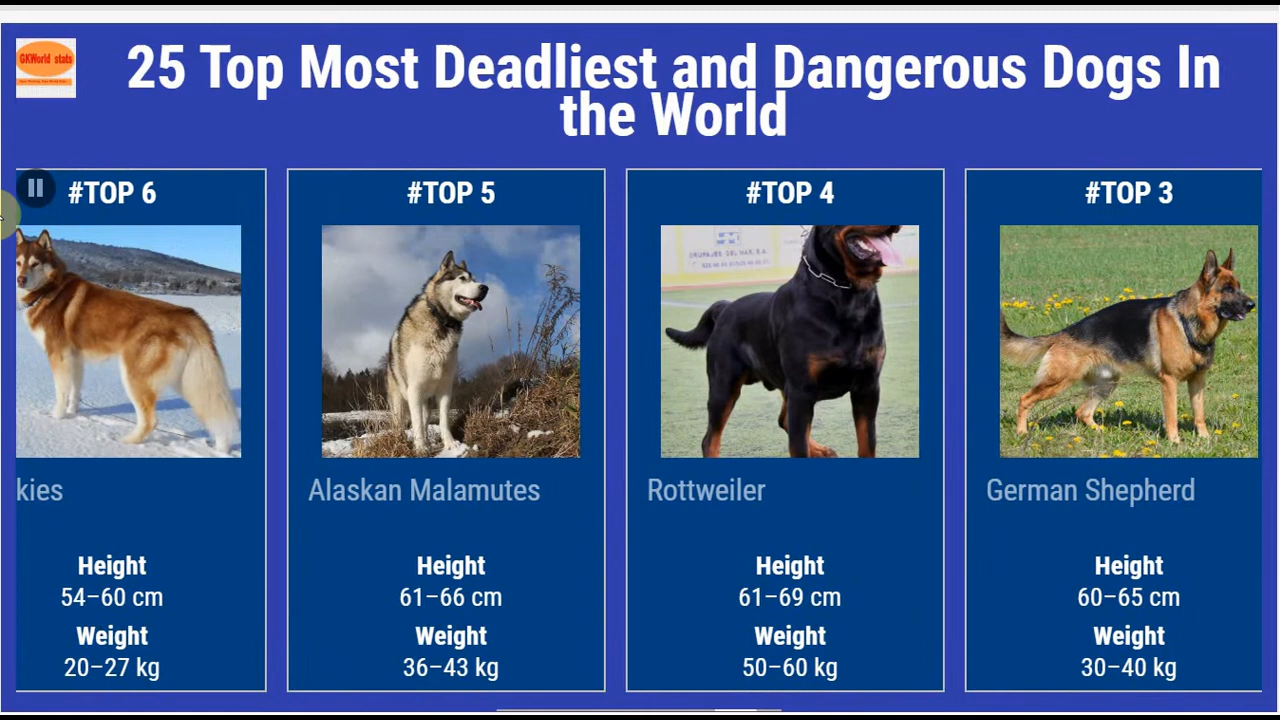 GKWorld stats
25 Top Most Deadliest and Dangerous Dogs In
the World
#TOP 6
kies
Height
54–60 cm
Weight
20–27 kg
#TOP 5
Alaskan Malamutes
Height
61–66 cm
Weight
36–43 kg
#TOP 4
Rottweiler
Height
61–69 cm
Weight
50–60 kg
#TOP 3
German Shepherd
Height
60–65 cm
Weight
30–40 kg